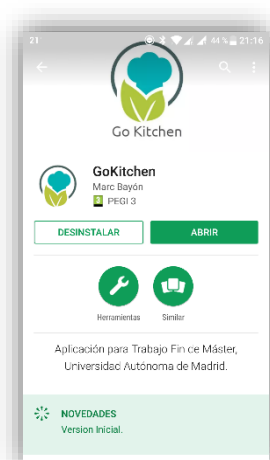 21
44 % 21:16
Go Kitchen
GoKitchen
Marc Bayón
3 PEGI 3
DESINSTALAR
ABRIR
Herramientas
Similar
Aplicación para Trabajo Fin de Máster,
Universidad Autónoma de Madrid.
NOVEDADES
Version Inicial.